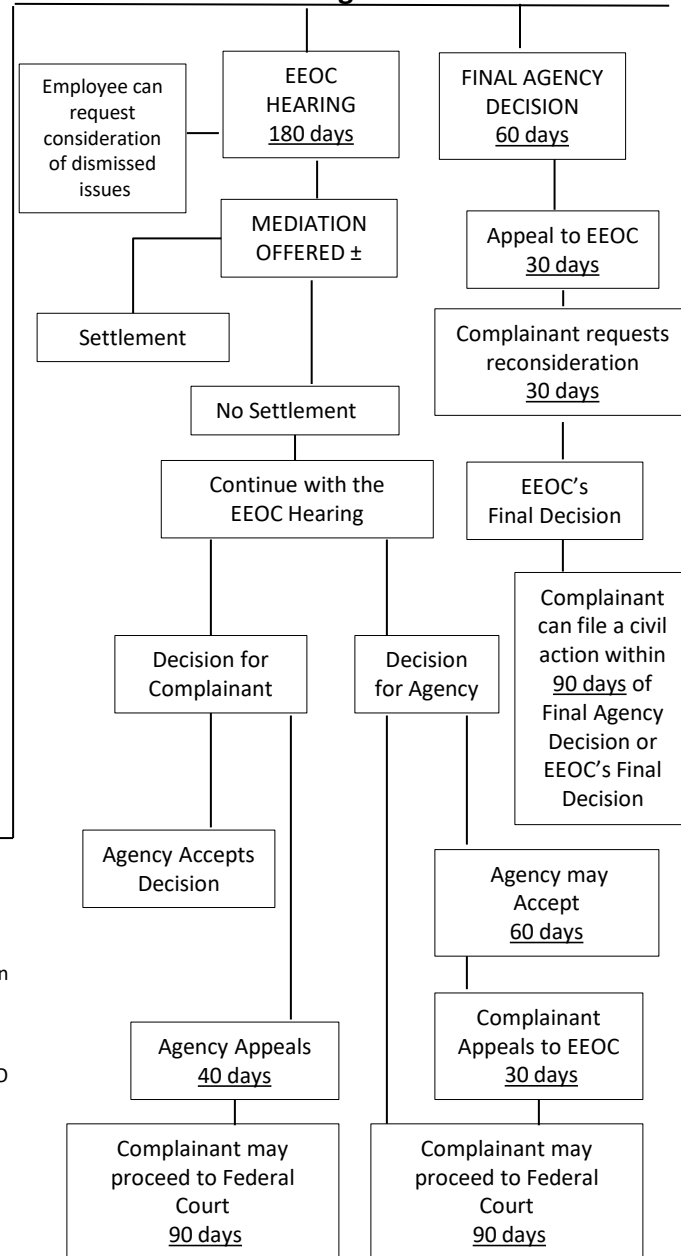 EEOC
HEARING
180 days
FINAL AGENCY
DECISION
60 days
Employee can
request
consideration
of dismissed
issues
MEDIATION
OFFERED ±
Appeal to EEOC
30 days
Settlement
Complainant requests
reconsideration
30 days
No Settlement
Continue with the
EEOC Hearing
EEOC's
Final Decision
Complainant
can file a civil
action within
90 days of
Final Agency
Decision or
EEOC's Final
Decision
Decision for
Complainant
Decision
for Agency
Agency Accepts
Decision
Agency may
Accept
60 days
Agency Appeals
40 days
Complainant
Appeals to EEOC
30 days
Complainant may
proceed to Federal
Court
90 days
Complainant may
proceed to Federal
Court
90 days